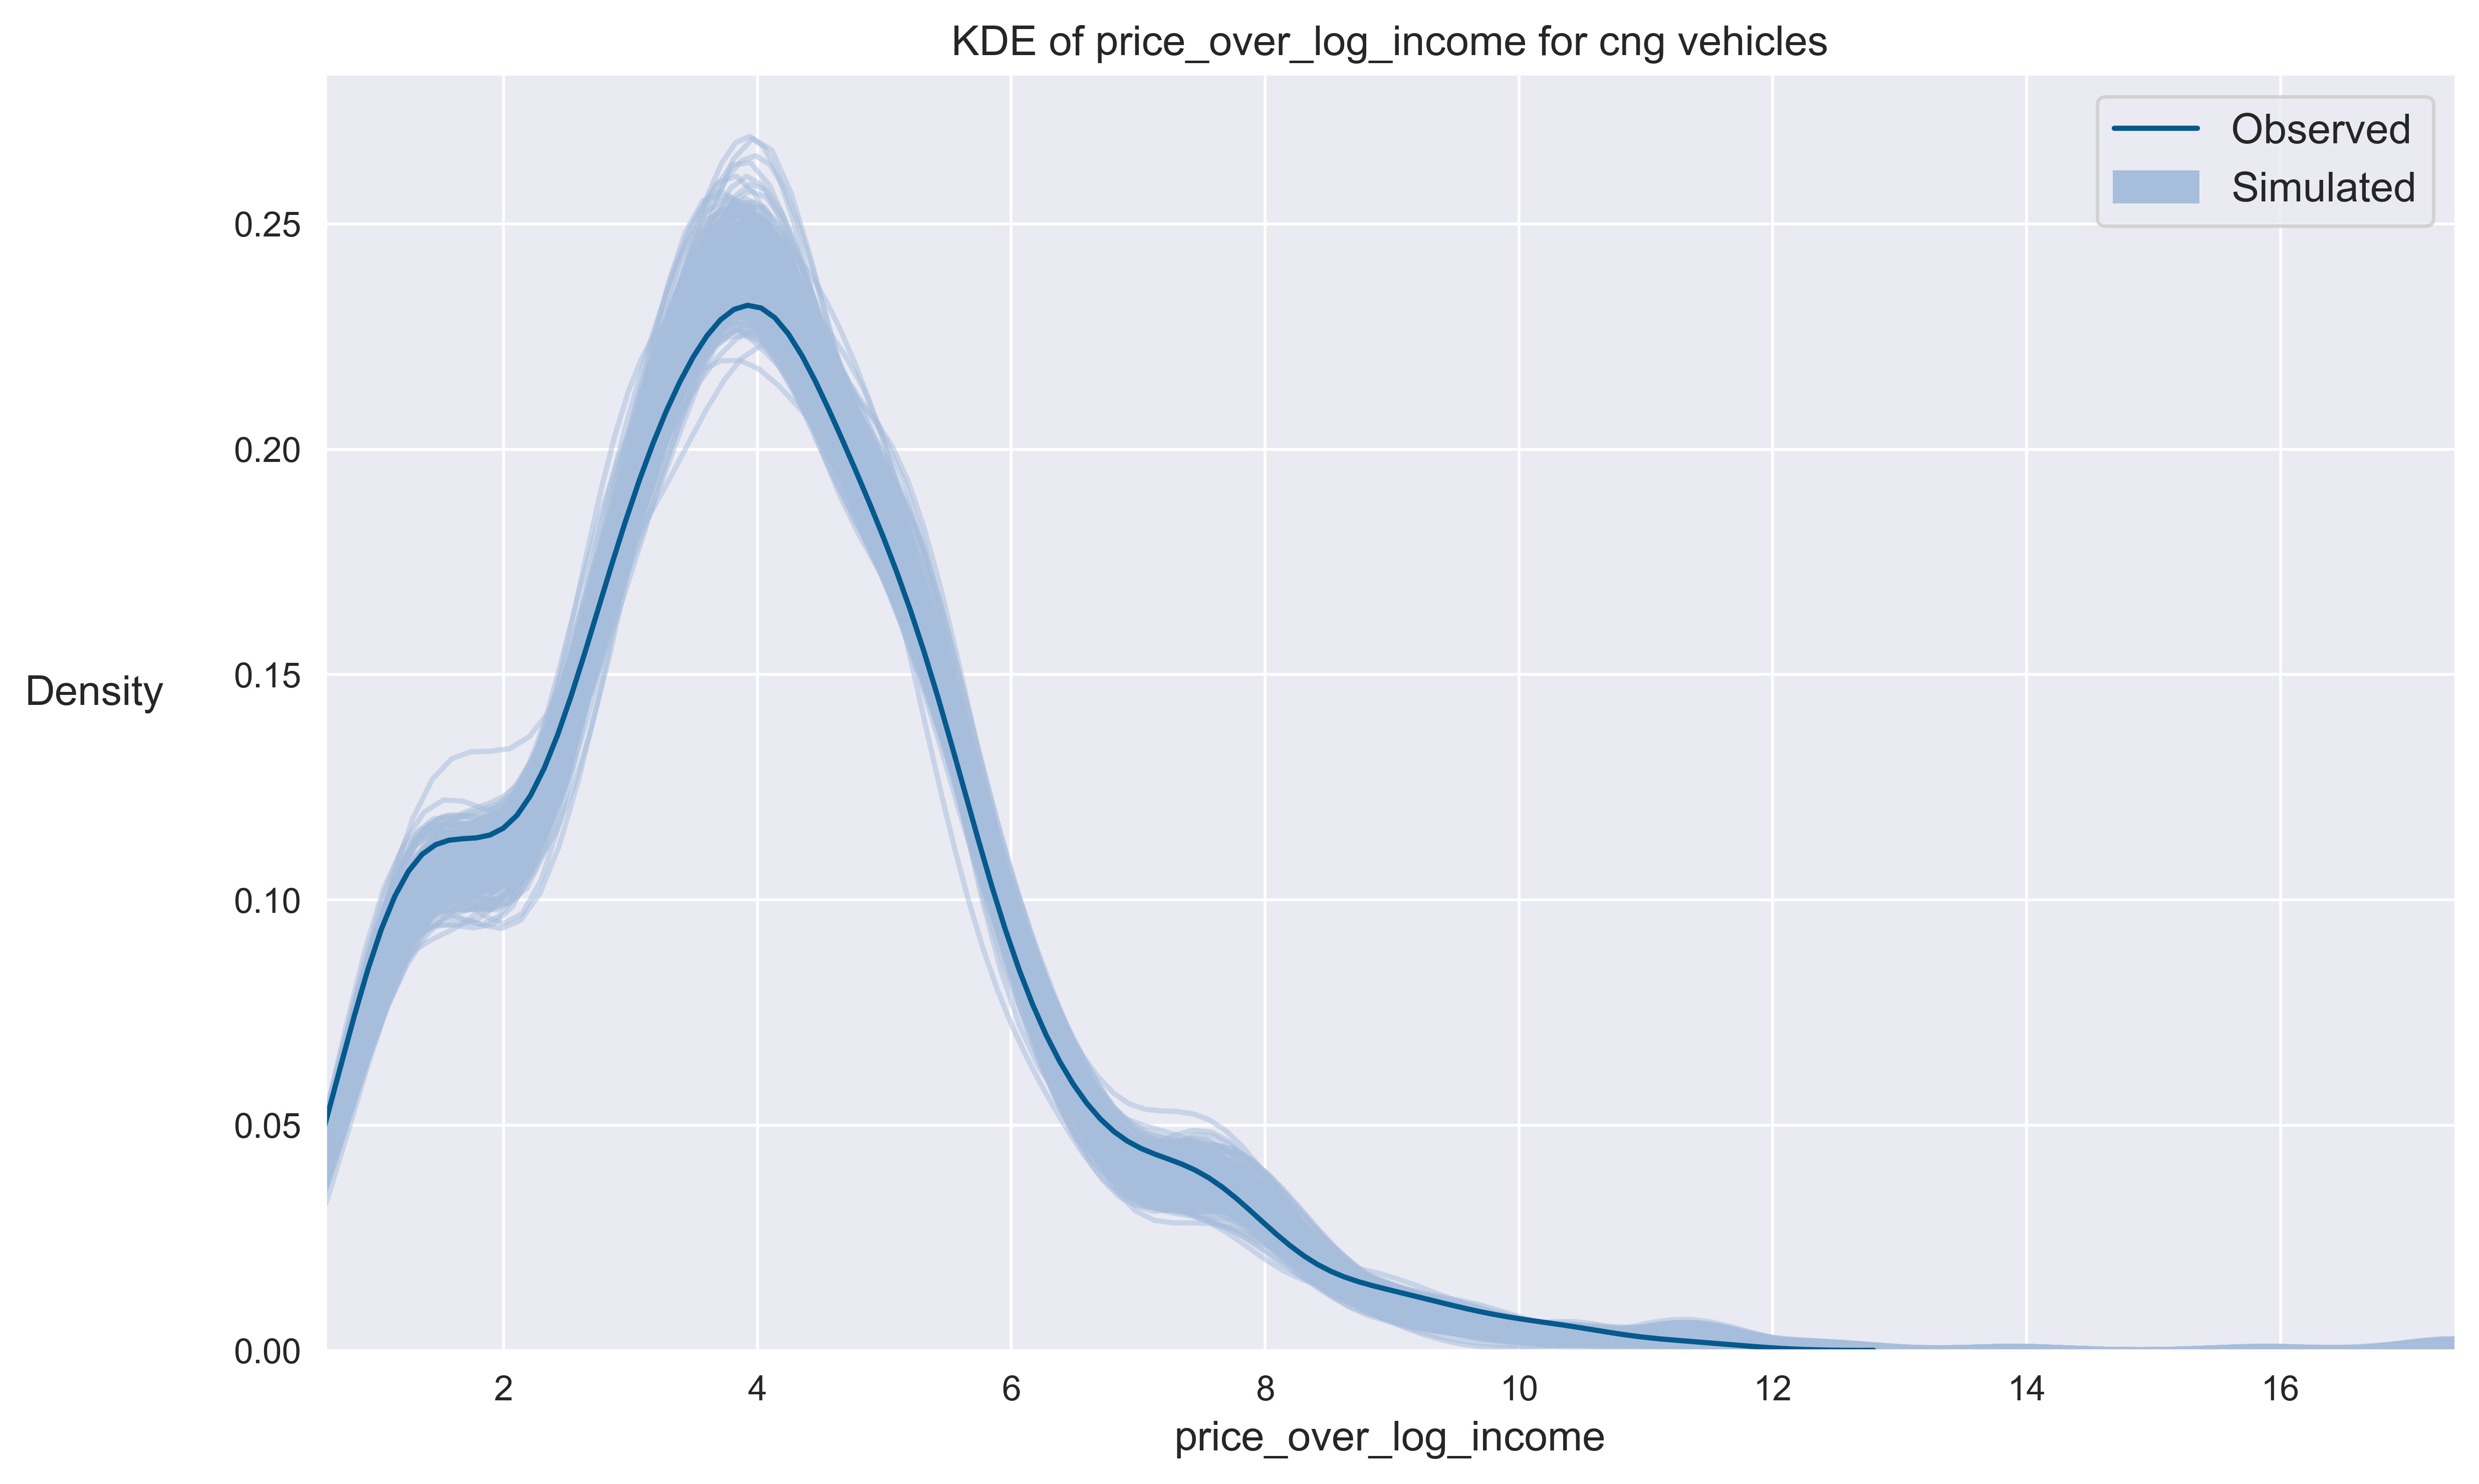 KDE of price_over_log_income for cng vehicles
Observed
Simulated
0.25
0.20
0.15
0.10
0.05
0.00
Density
2 4 6 8 10 12 14 16
price_over_log_income